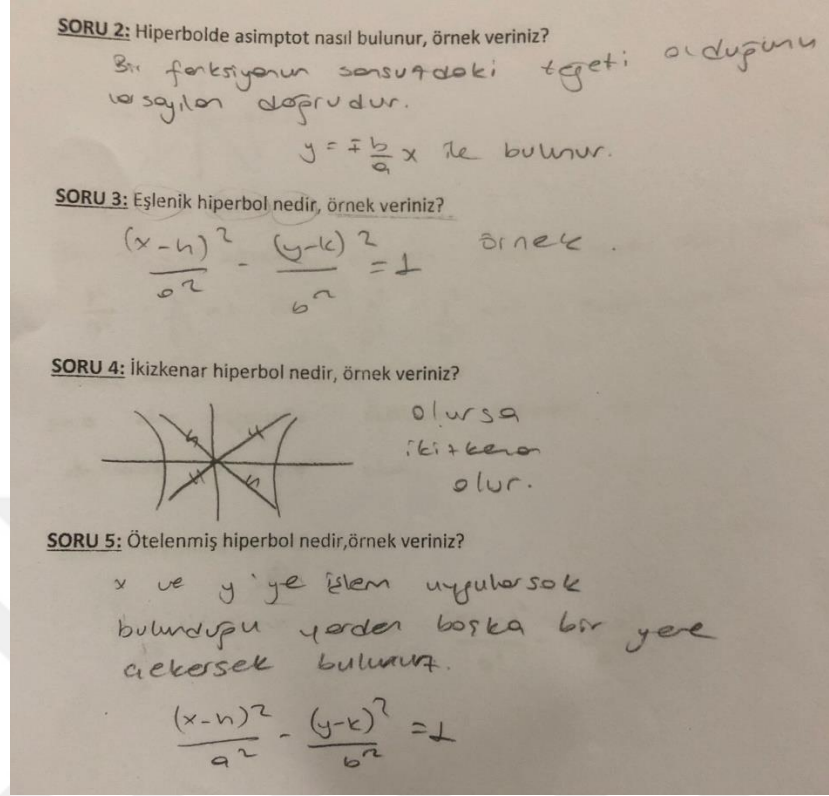 SORU 2: Hiperbolde asimptot nasıl bulunur, örnek veriniz?
Bir fonksiyonun sonsuzdaki teğeti olduğunu
varsayılan doğrudur.
y = ∓ b/a x ile bulunur.
SORU 3: Eşlenik hiperbol nedir, örnek veriniz?
(x-h)²/a² - (y-k)²/b² = 1 örnek.
SORU 4: İkizkenar hiperbol nedir, örnek veriniz?
olursa
ikizkenar
olur.
SORU 5: Ötelenmiş hiperbol nedir,örnek veriniz?
x ve y'ye işlem uygularsak
bulunduğu yerden başka bir yere
çekersek buluruz.
(x-h)²/a² - (y-k)²/b² = 1